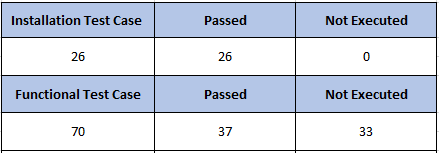 Installation Test Case Passed Not Executed
26 26 0
Functional Test Case Passed Not Executed
70 37 33